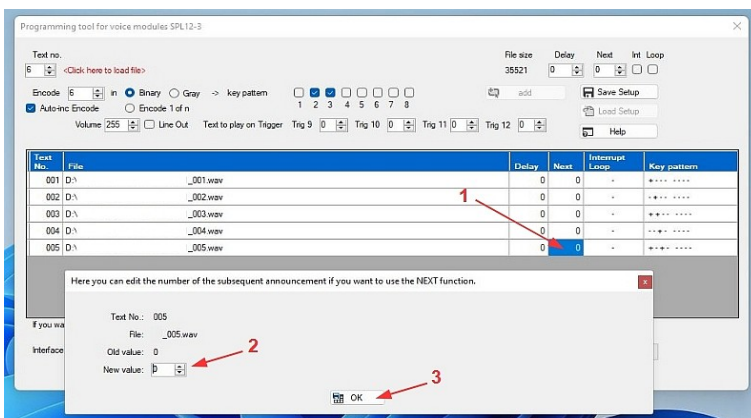 Programming tool for voice modules SPL12-3
Text no. File size Delay Next Int Loop
6 <Click here to load file> 35521 0 0
Encode 6 in Binary Gray -> key pattern add Save Setup
1 2 3 4 5 6 7 8
Auto-inc Encode Encode 1 of n Load Setup
Volume 255 Line Out Text to play on Trigger Trig 9 0 Trig 10 0 Trig 11 0 Trig 12 0 Help
Text No. File Delay Next Interrupt Loop Key pattern
001 D:\ _001.wav 0 0 - +--- ----
002 D:\ _002.wav 0 0 - -+-- ----
003 D:\ _003.wav 0 0 - ++-- ----
004 D:\ _004.wav 0 0 - --+- ----
005 D:\ _005.wav 0 0 - +-+- ----
1
Here you can edit the number of the subsequent announcement if you want to use the NEXT function.
If you wa
Text No.: 005
File: _005.wav
Interface
Old value: 0
2
New value: 0
3
OK